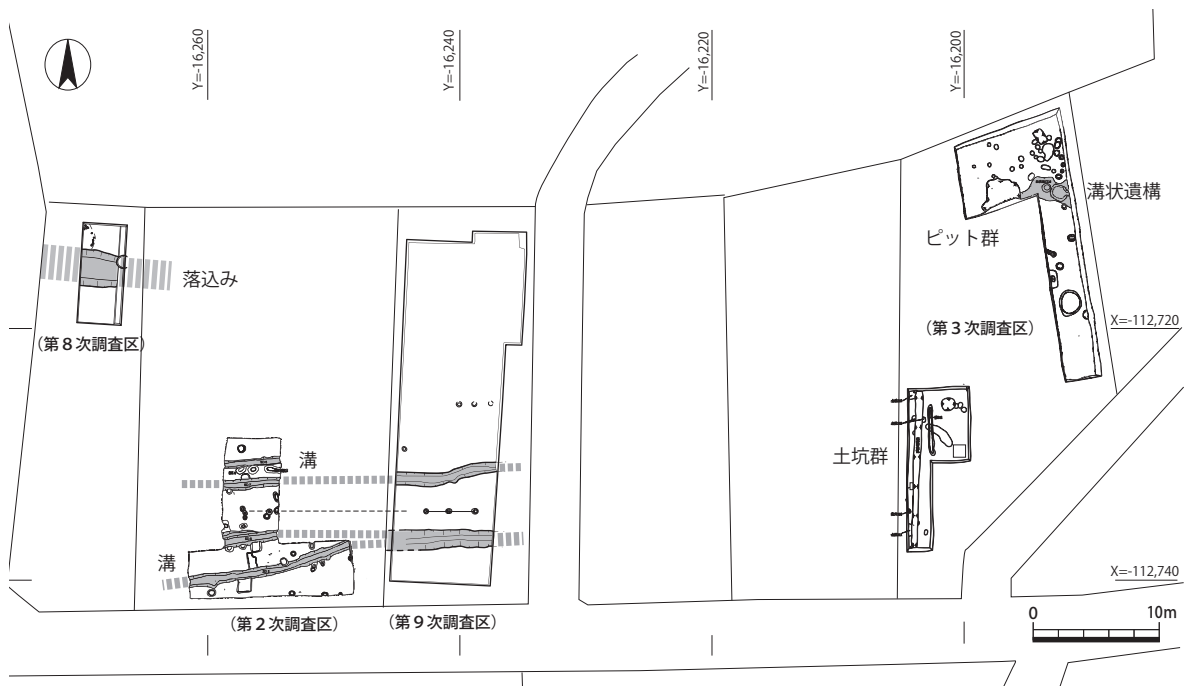 Y=-16,260
Y=-16,240
Y=-16,220
Y=-16,200
溝状遺構
ピット群
落込み
X=-112,720
(第3次調査区)
(第8次調査区)
土坑群
溝
溝
X=-112,740
(第2次調査区)
(第9次調査区)
0
10m